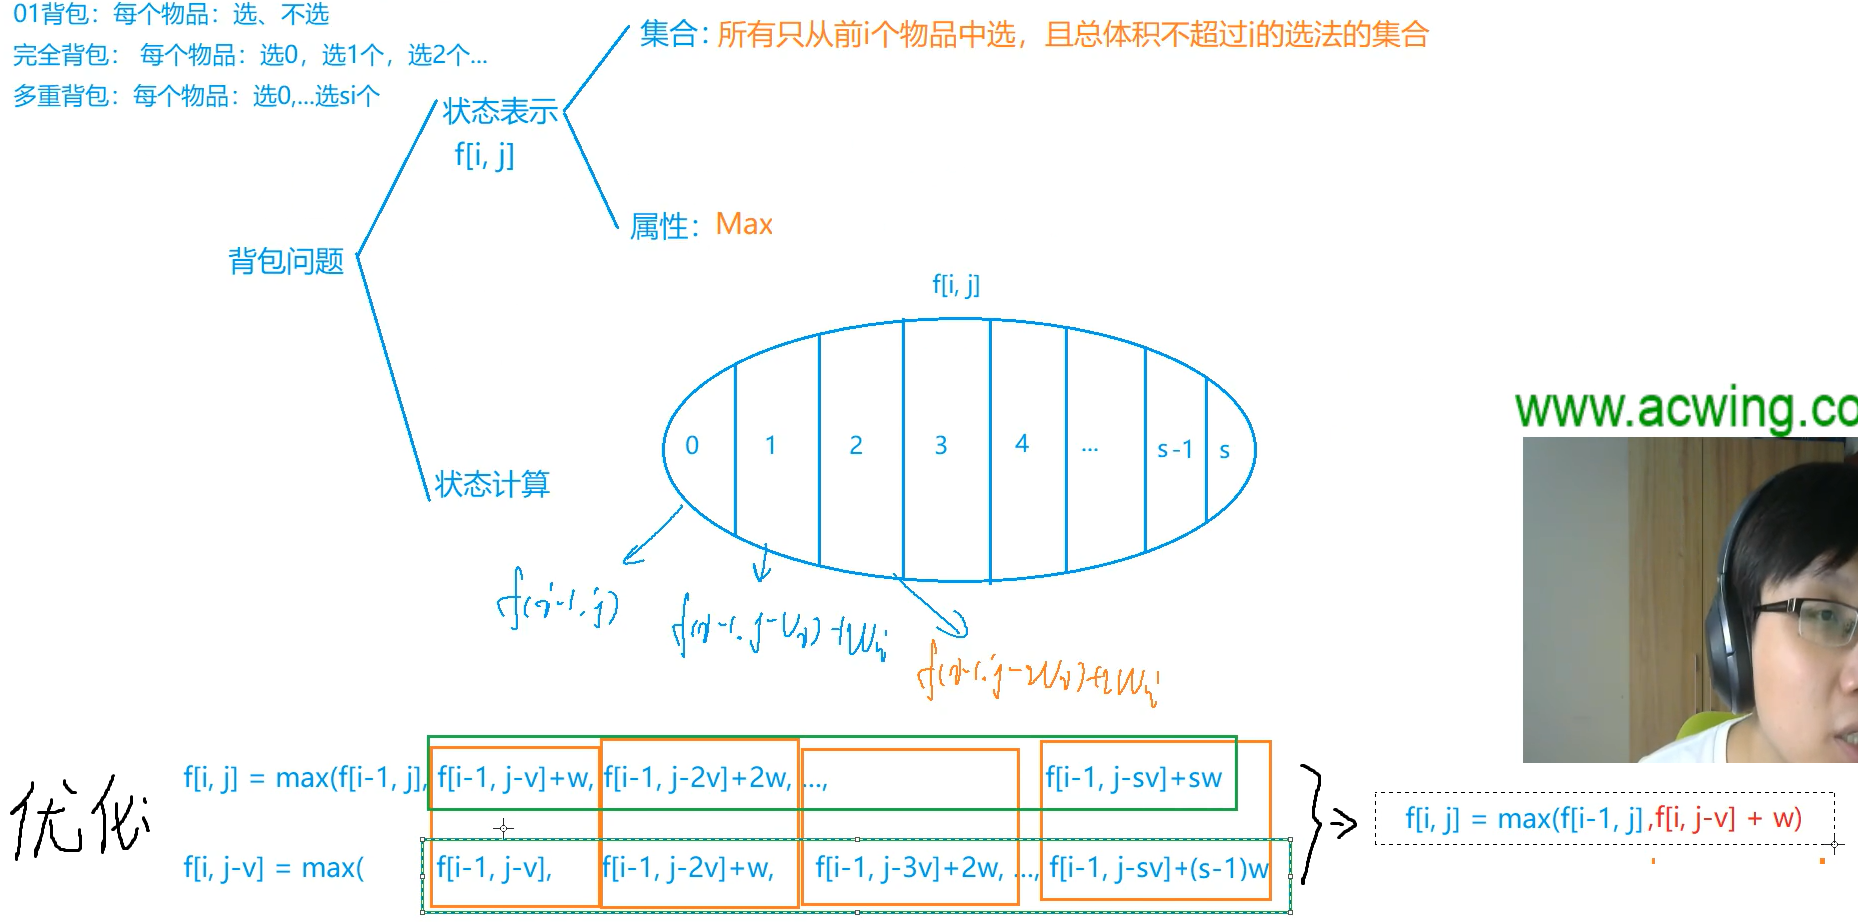 01背包：每个物品：选、不选
完全背包： 每个物品：选0，选1个，选2个...
多重背包：每个物品：选0,...选si个
集合：所有只从前i个物品中选，且总体积不超过i的选法的集合
状态表示
f[i, j]
属性：Max
背包问题
f[i, j]
0 1 2 3 4 ... s-1 s
www.acwing.co
状态计算
f(i-1, j)
f(i-1, j-Vi) + Wi
优化
f[i, j] = max(f[i-1, j], f[i-1, j-v]+w, f[i-1, j-2v]+2w, ..., f[i-1, j-sv]+sw
f[i, j] = max(f[i-1, j],f[i, j-v] + w)
f[i, j-v] = max( f[i-1, j-v], f[i-1, j-2v]+w, f[i-1, j-3v]+2w, ..., f[i-1, j-sv]+(s-1)w